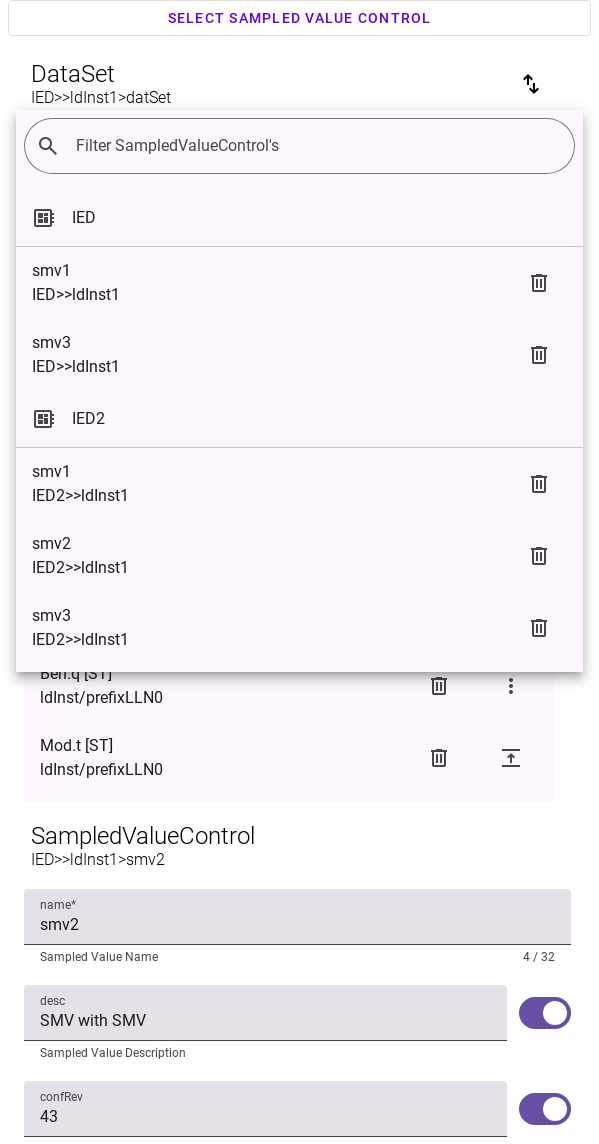 SELECT SAMPLED VALUE CONTROL
DataSet
IED>>ldInst1>datSet
Filter SampledValueControl's
IED
smv1
IED>>ldInst1
smv3
IED>>ldInst1
IED2
smv1
IED2>>ldInst1
smv2
IED2>>ldInst1
smv3
IED2>>ldInst1
Beh.q [ST]
ldInst/prefixLLN0
Mod.t [ST]
ldInst/prefixLLN0
SampledValueControl
IED>>ldInst1>smv2
name*
smv2
Sampled Value Name 4 / 32
desc
SMV with SMV
Sampled Value Description
confRev
43